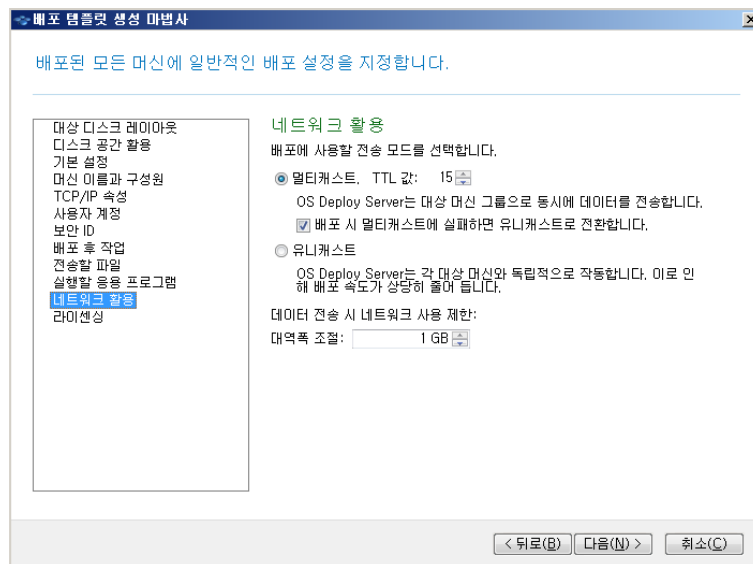 배포 템플릿 생성 마법사
배포된 모든 머신에 일반적인 배포 설정을 지정합니다.
대상 디스크 레이아웃
디스크 공간 활용
기본 설정
머신 이름과 구성원
TCP/IP 속성
사용자 계정
보안 ID
배포 후 작업
전송할 파일
실행할 응용 프로그램
네트워크 활용
라이센싱
네트워크 활용
배포에 사용할 전송 모드를 선택합니다.
멀티캐스트, TTL 값: 15
OS Deploy Server는 대상 머신 그룹으로 동시에 데이터를 전송합니다.
배포 시 멀티캐스트에 실패하면 유니캐스트로 전환합니다.
유니캐스트
OS Deploy Server는 각 대상 머신와 독립적으로 작동합니다. 이로 인
해 배포 속도가 상당히 줄어 듭니다.
데이터 전송 시 네트워크 사용 제한:
대역폭 조절: 1 GB
< 뒤로(B) 다음(N) > 취소(C)